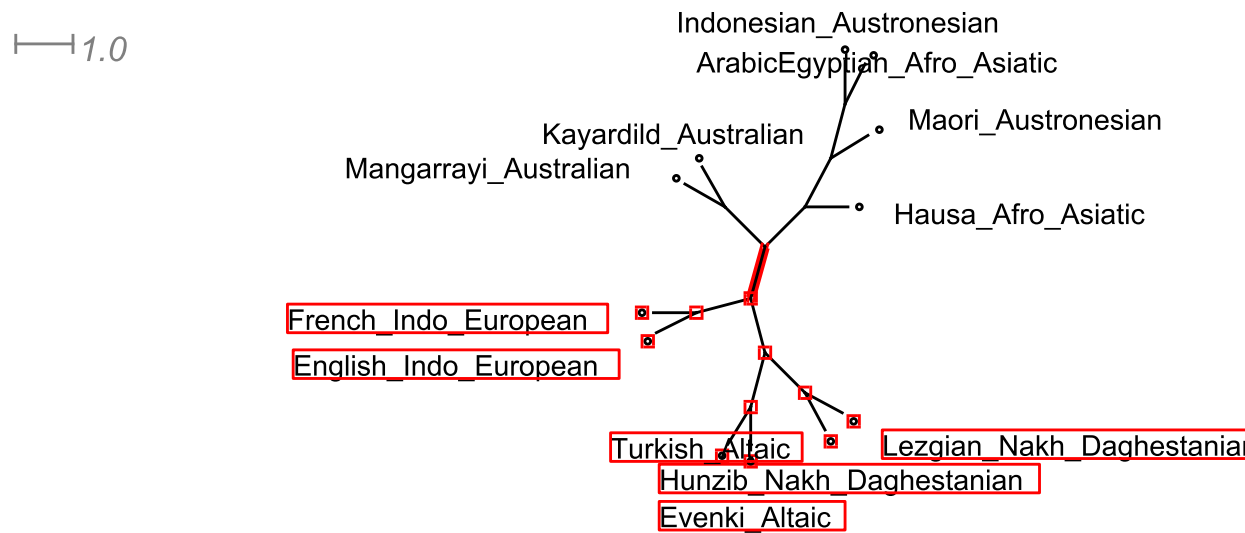 Indonesian_Austronesian
1.0
ArabicEgyptian_Afro_Asiatic
Maori_Austronesian
Kayardild_Australian
Mangarrayi_Australian
Hausa_Afro_Asiatic
French_Indo_European
English_Indo_European
Turkish_Altaic
Lezgian_Nakh_Daghestanian
Hunzib_Nakh_Daghestanian
Evenki_Altaic